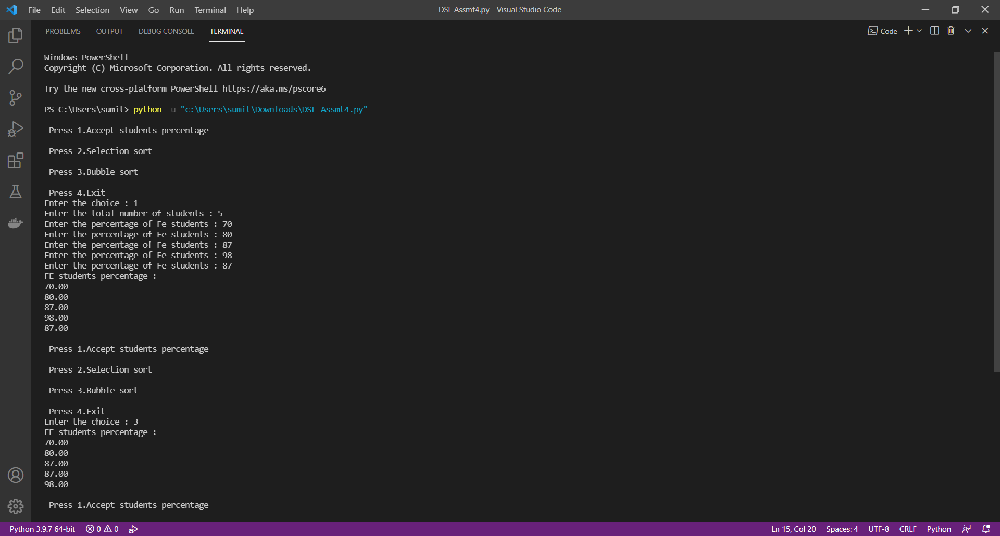 File Edit Selection View Go Run Terminal Help DSL Assmt4.py - Visual Studio Code
PROBLEMS OUTPUT DEBUG CONSOLE TERMINAL Code
Windows PowerShell
Copyright (C) Microsoft Corporation. All rights reserved.
Try the new cross-platform PowerShell https://aka.ms/pscore6
PS C:\Users\sumit> python -u "c:\Users\sumit\Downloads\DSL Assmt4.py"
Press 1.Accept students percentage
Press 2.Selection sort
Press 3.Bubble sort
Press 4.Exit
Enter the choice : 1
Enter the total number of students : 5
Enter the percentage of Fe students : 70
Enter the percentage of Fe students : 80
Enter the percentage of Fe students : 87
Enter the percentage of Fe students : 98
Enter the percentage of Fe students : 87
FE students percentage :
70.00
80.00
87.00
98.00
87.00
Press 1.Accept students percentage
Press 2.Selection sort
Press 3.Bubble sort
Press 4.Exit
Enter the choice : 3
FE students percentage :
70.00
80.00
87.00
87.00
98.00
Press 1.Accept students percentage
Python 3.9.7 64-bit 0 0 Ln 15, Col 20 Spaces: 4 UTF-8 CRLF Python